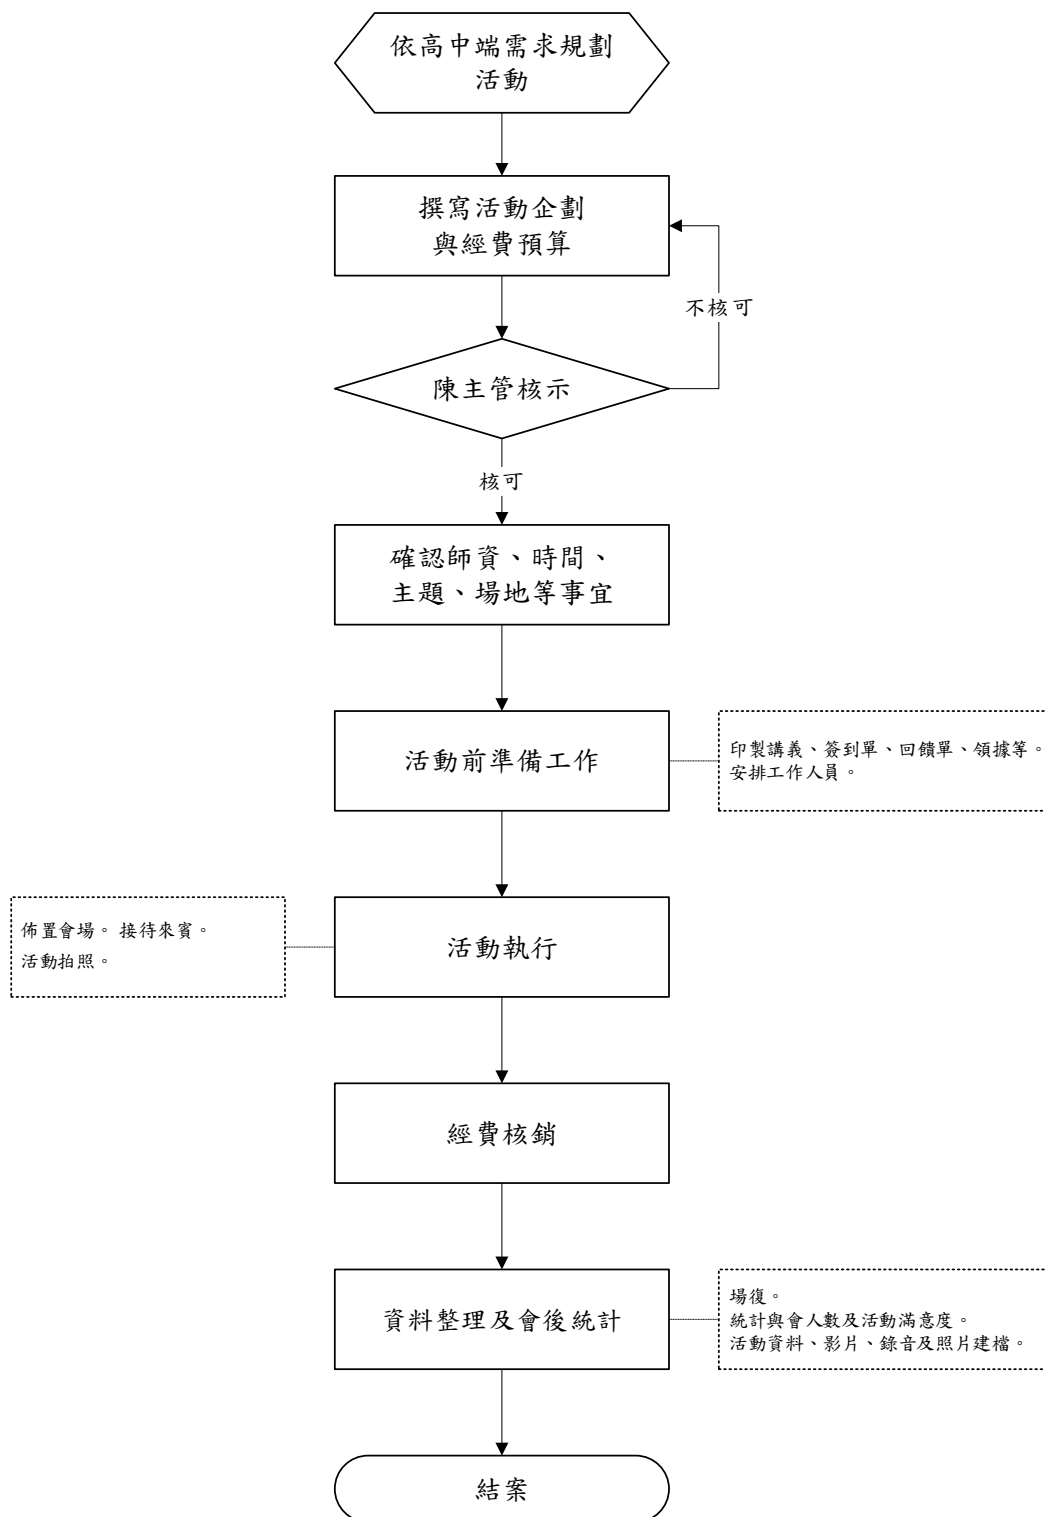 依高中端需求規劃
活動
撰寫活動企劃
與經費預算
不核可
陳主管核示
核可
確認師資、時間、
主題、場地等事宜
活動前準備工作
印製講義、簽到單、回饋單、領據等。
安排工作人員。
佈置會場。 接待來賓。
活動拍照。
活動執行
經費核銷
資料整理及會後統計
場復。
統計與會人數及活動滿意度。
活動資料、影片、錄音及照片建檔。
結案